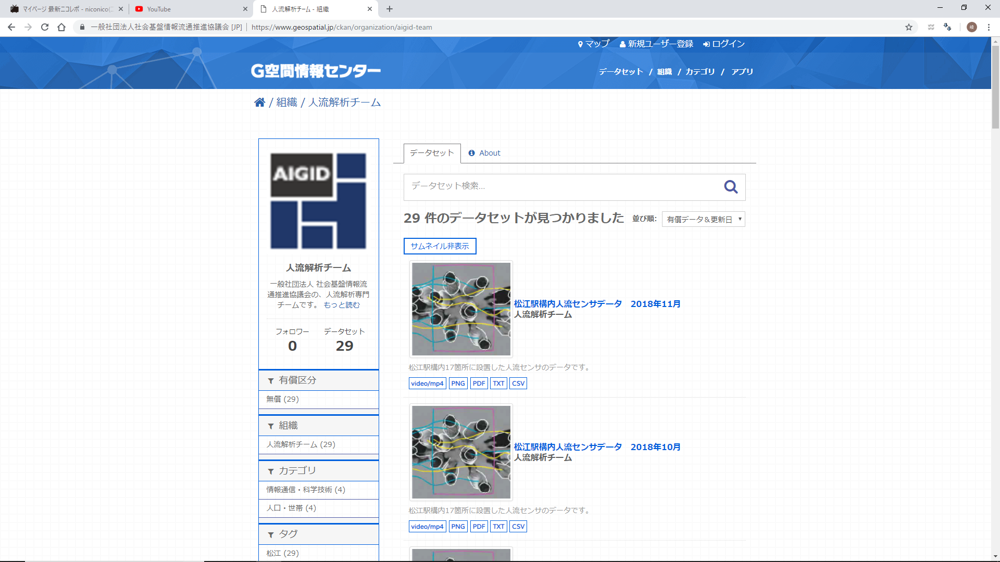 マイページ 最新ニコレポ - niconico(
YouTube
人流解析チーム - 組織
一般社団法人社会基盤情報流通推進協議会 [JP]
https://www.geospatial.jp/ckan/organization/aigid-team
マップ 新規ユーザー登録 ログイン
G空間情報センター
データセット / 組織 / カテゴリ / アプリ
/ 組織 / 人流解析チーム
AIGID
人流解析チーム
一般社団法人 社会基盤情報流
通推進協議会の、人流解析専門
チームです。 もっと読む
フォロワー データセット
0 29
有償区分
無償 (29)
組織
人流解析チーム (29)
カテゴリ
情報通信・科学技術 (4)
人口・世帯 (4)
タグ
松江 (29)
データセット About
データセット検索...
29 件のデータセットが見つかりました 並び順: 有償データ＆更新日
サムネイル非表示
松江駅構内人流センサデータ　2018年11月
人流解析チーム
松江駅構内17箇所に設置した人流センサのデータです。
video/mp4 PNG PDF TXT CSV
松江駅構内人流センサデータ　2018年10月
人流解析チーム
松江駅構内17箇所に設置した人流センサのデータです。
video/mp4 PNG PDF TXT CSV